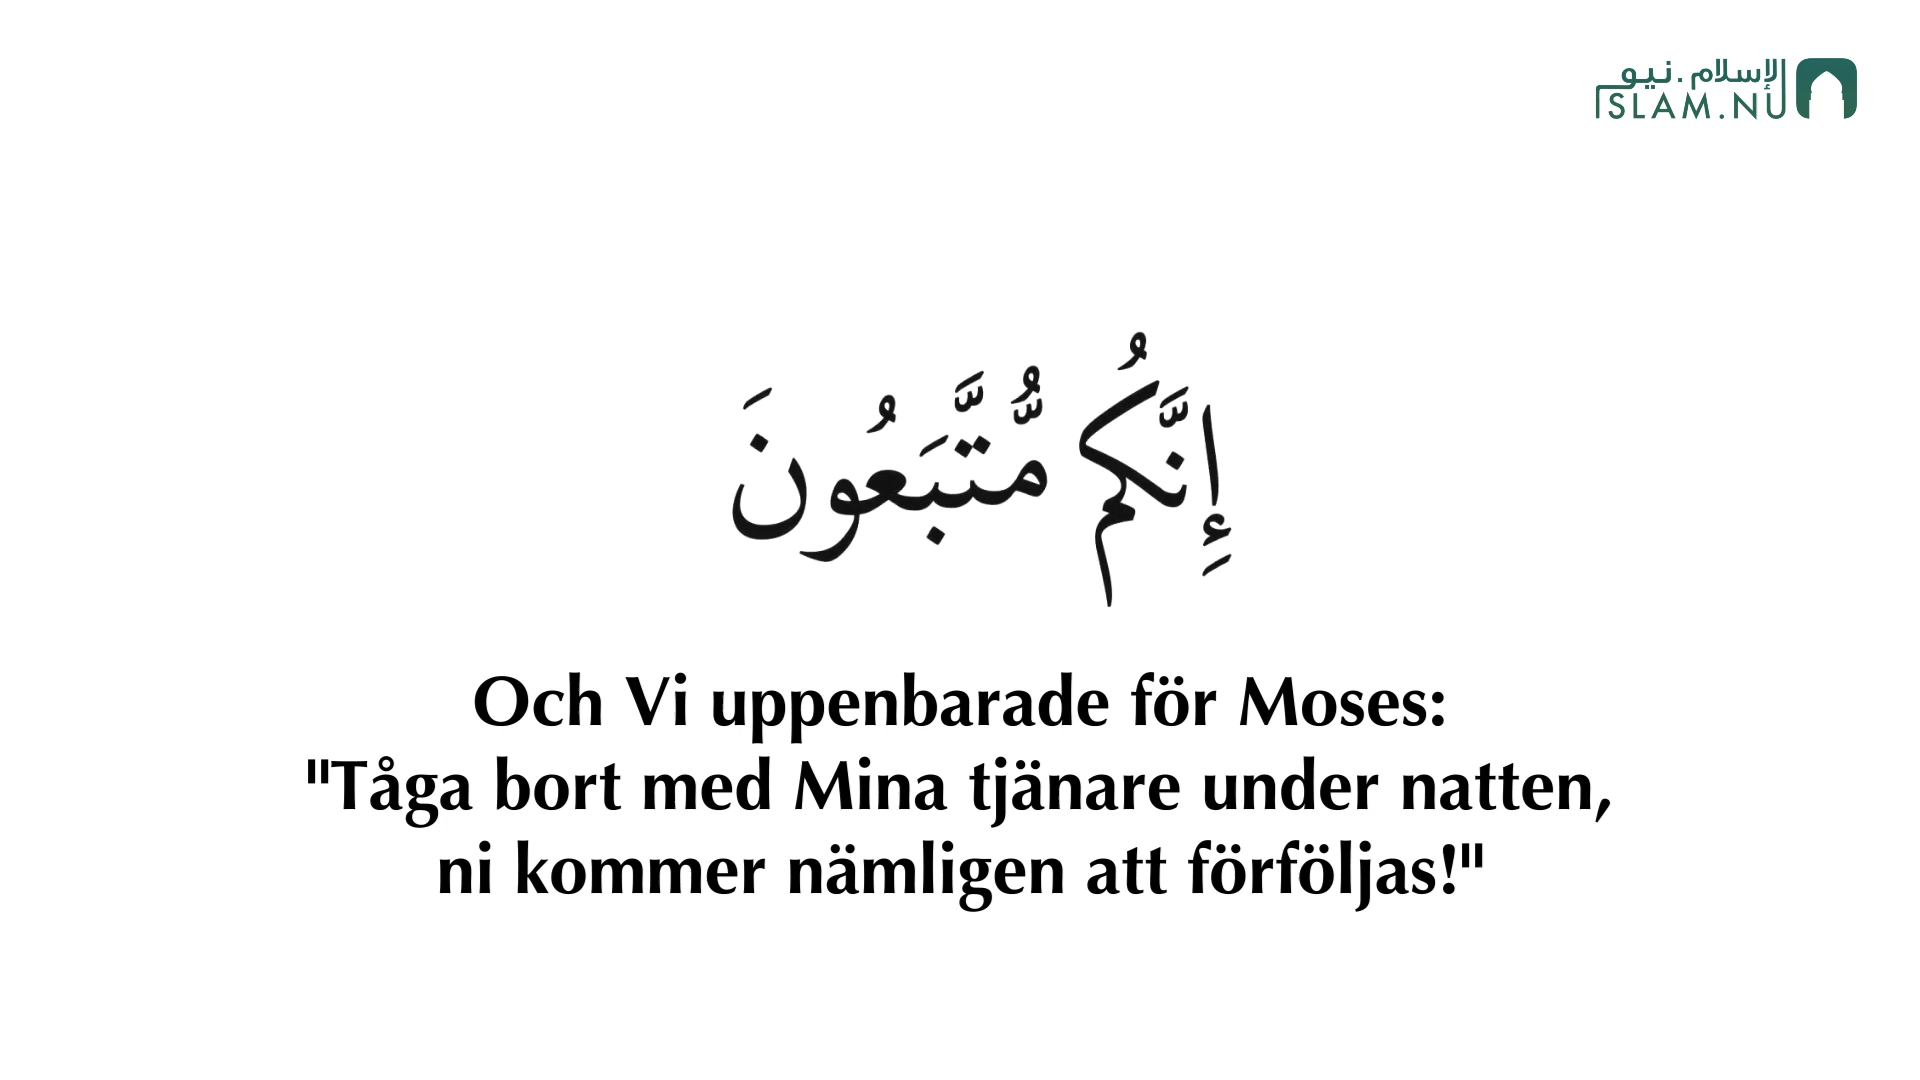 الإسلام.نيو
ISLAM.NU
إِنَّكُم مُّتَّبَعُونَ
Och Vi uppenbarade för Moses:
"Tåga bort med Mina tjänare under natten,
ni kommer nämligen att förföljas!"